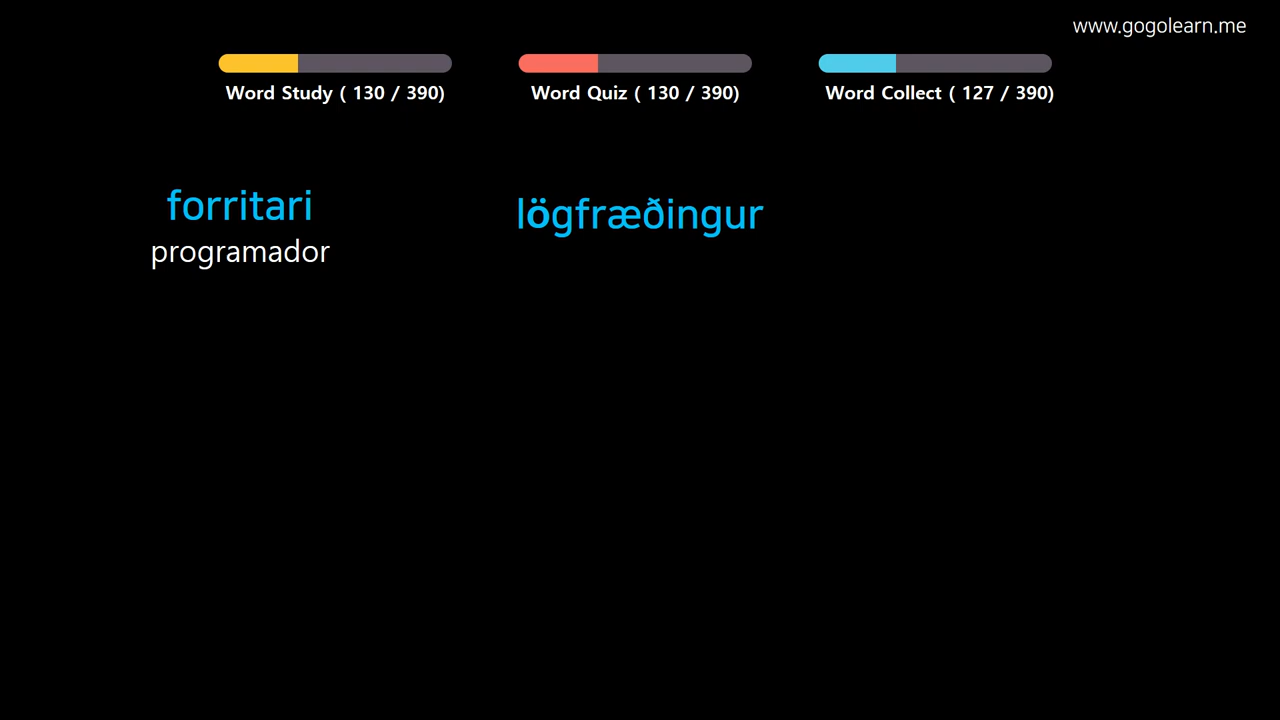 www.gogolearn.me
Word Study ( 130 / 390)
Word Quiz ( 130 / 390)
Word Collect ( 127 / 390)
forritari
programador
lögfræðingur